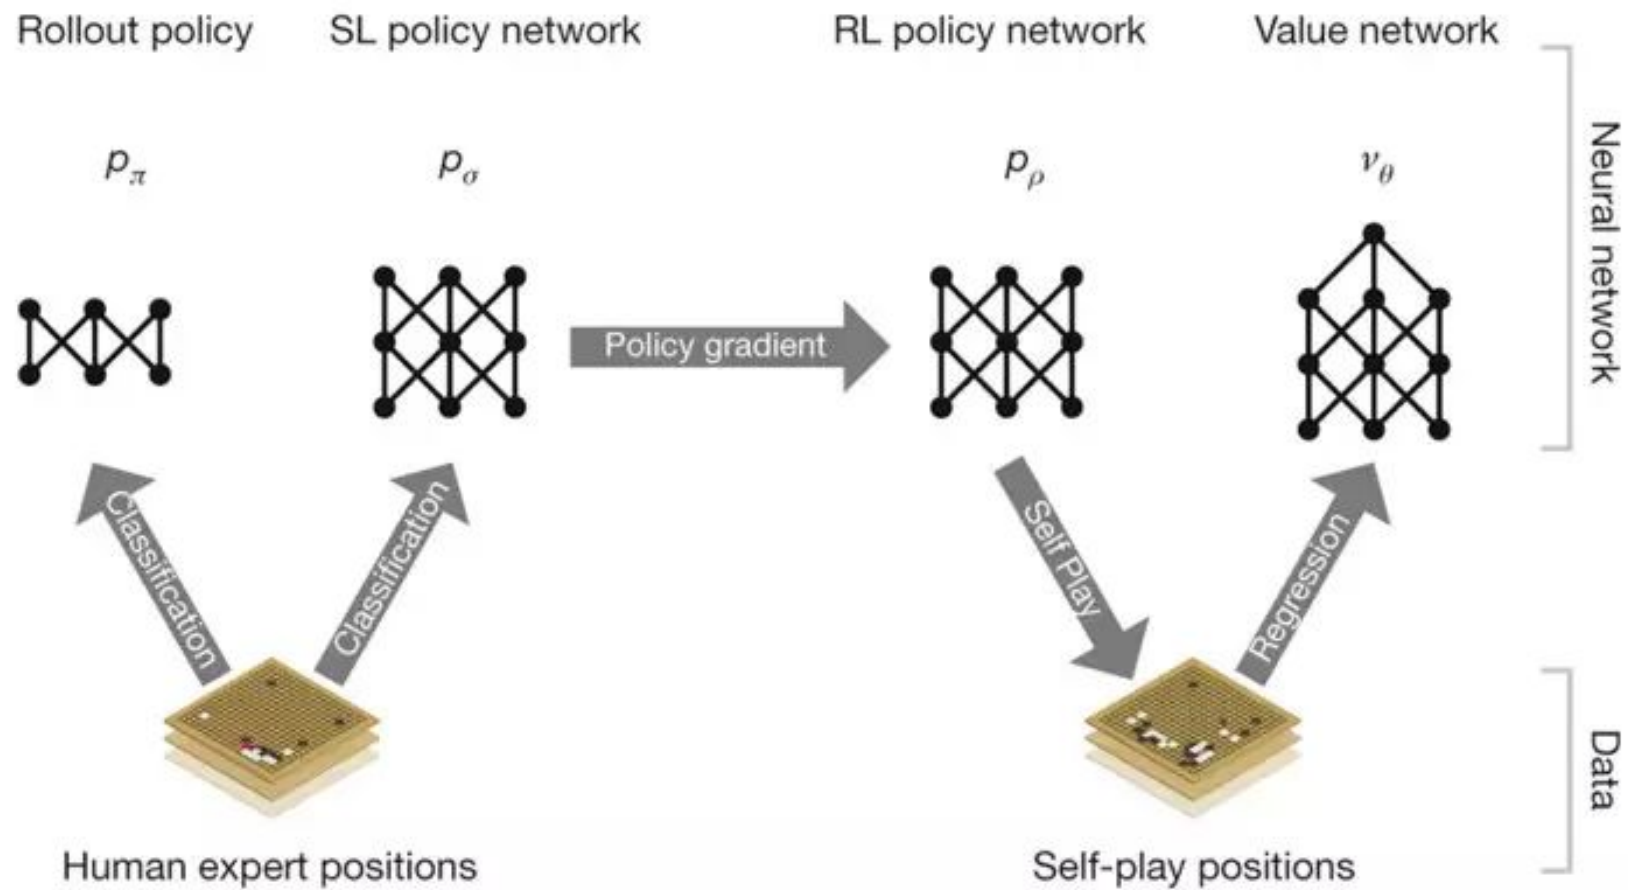 Rollout policy
SL policy network
RL policy network
Value network
pπ
pσ
pρ
νθ
Neural network
Policy gradient
Classification
Classification
Self Play
Regression
Data
Human expert positions
Self-play positions